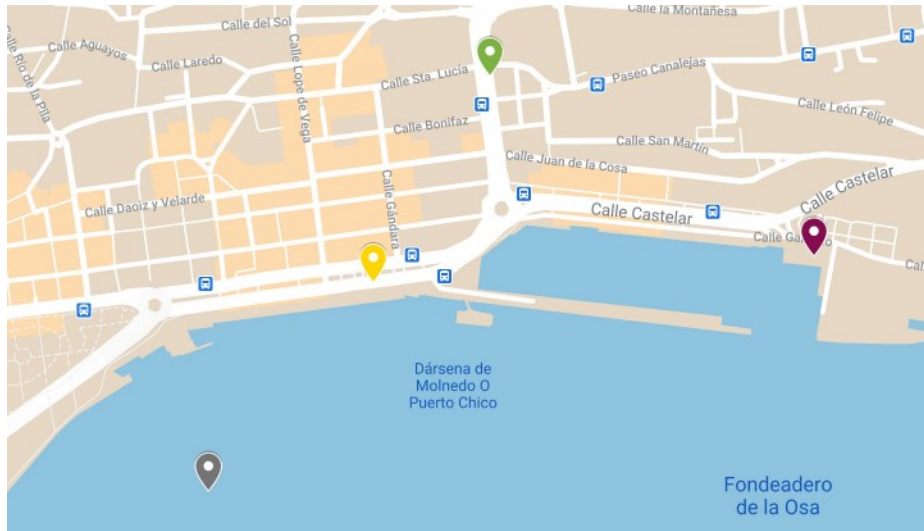 Calle la Montañesa
Calle del Sol
Calle Aguayos
Calle Laredo
Calle Río de la Pila
Calle Lope de Vega
Calle Sta. Lucía
Paseo Canalejas
Calle León Felipe
Calle Bonifaz
Calle San Martín
Calle Juan de la Cosa
Calle Castelar
Calle Daoiz y Velarde
Calle Gándara
Calle Castelar
Calle
Cal
Dársena de
Molnedo O
Puerto Chico
Fondeadero
de la Osa